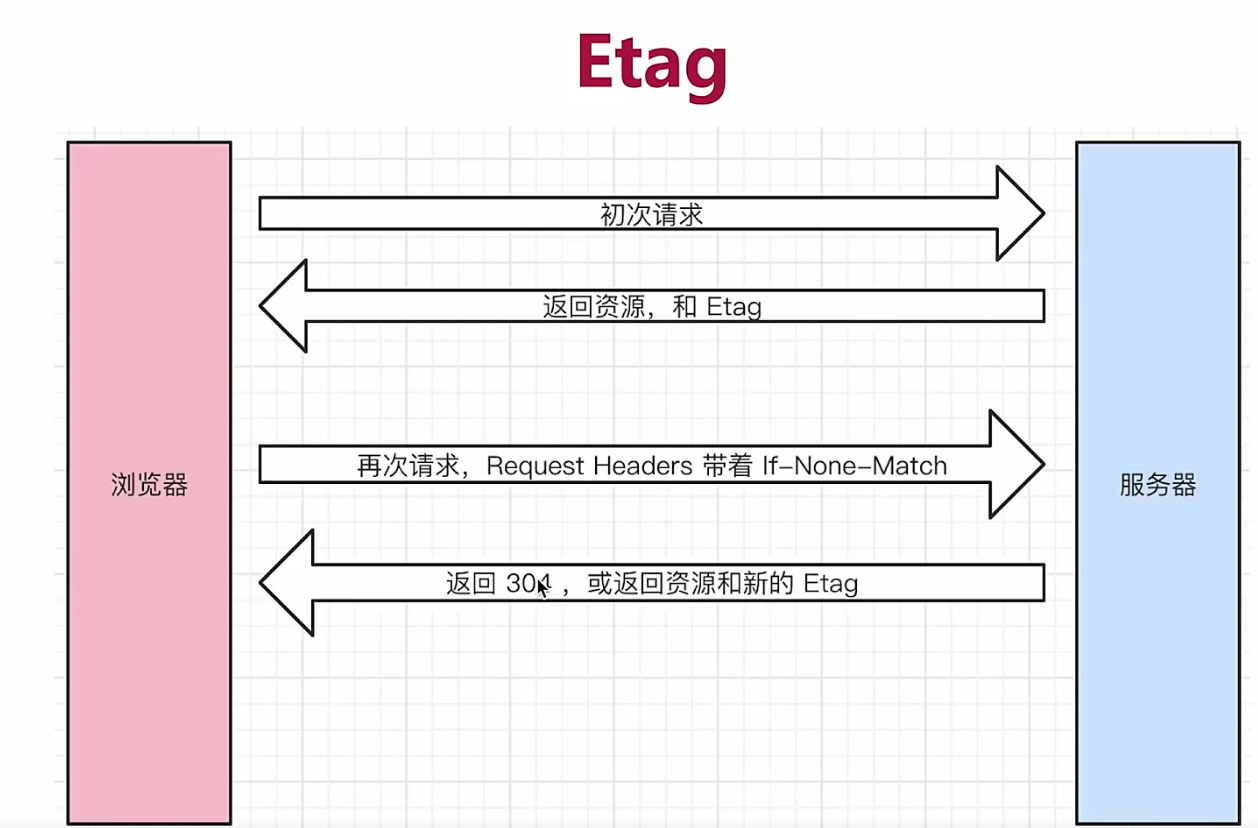 Etag
初次请求
返回资源，和 Etag
再次请求，Request Headers 带着 If-None-Match
浏览器
服务器
返回 304 ，或返回资源和新的 Etag